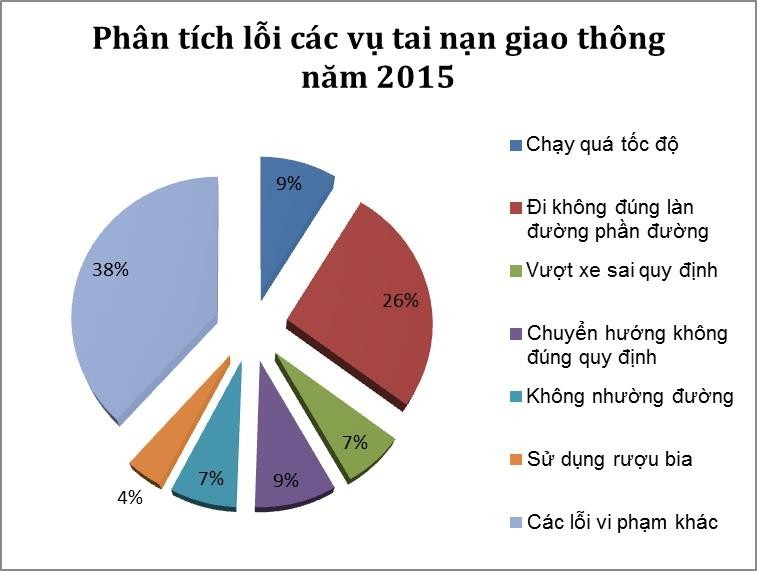 Phân tích lỗi các vụ tai nạn giao thông
năm 2015
9%
26%
7%
9%
7%
4%
38%
Chạy quá tốc độ
Đi không đúng làn
đường phần đường
Vượt xe sai quy định
Chuyển hướng không
đúng quy định
Không nhường đường
Sử dụng rượu bia
Các lỗi vi phạm khác